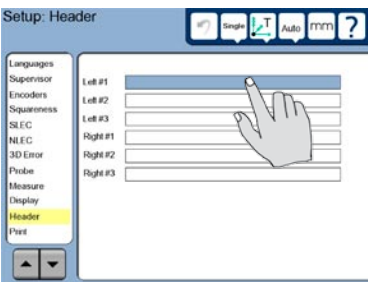 Setup: Header
Single
T
Auto
mm
?
Languages
Supervisor
Encoders
Squareness
SLEC
NLEC
3D Error
Probe
Measure
Display
Header
Print
Left #1
Left #2
Left #3
Right #1
Right #2
Right #3